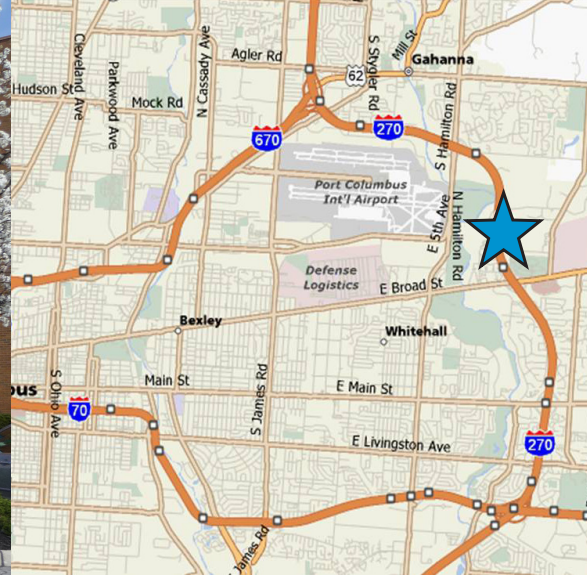 Agler Rd
62
Mill St
Gahanna
S Stygler Rd
Cleveland Ave
Parkwood Ave
N Cassady Ave
Hudson St
Mock Rd
670
270
S Hamilton Rd
Port Columbus
Int'l Airport
E 5th Ave
N Hamilton Rd
Defense
Logistics
E Broad St
Bexley
Whitehall
S Ohio Ave
Main St
S James Rd
E Main St
70
E Livingston Ave
270
James Rd